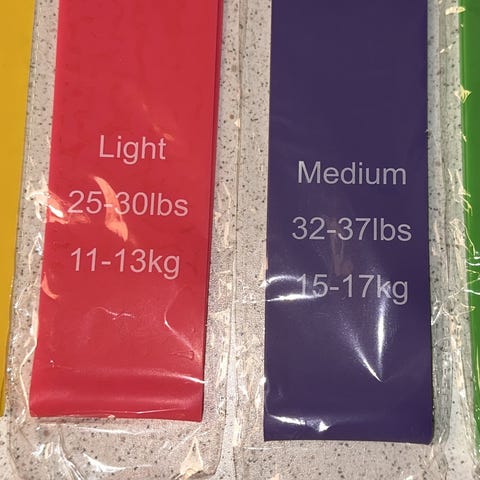 Light
25-30lbs
11-13kg
Medium
32-37lbs
15-17kg